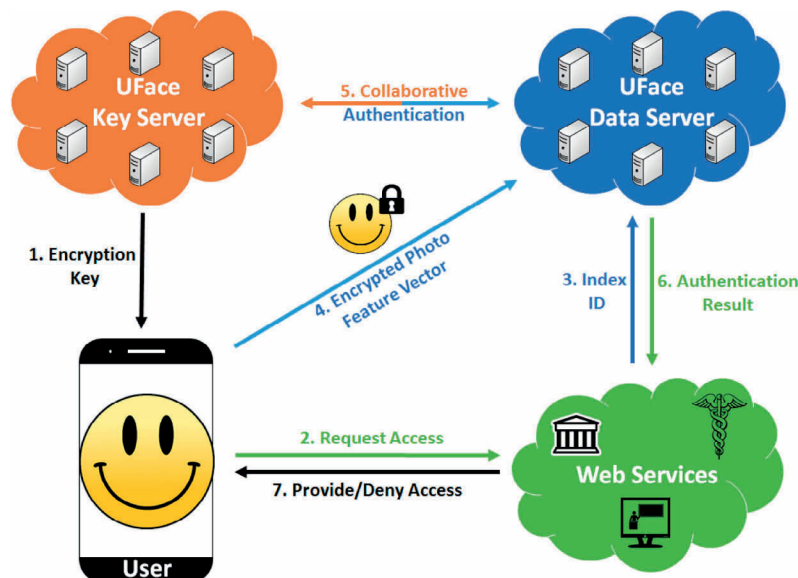 UFace
Key Server
5. Collaborative
Authentication
UFace
Data Server
1. Encryption
Key
4. Encrypted Photo
Feature Vector
3. Index
ID
6. Authentication
Result
2. Request Access
7. Provide/Deny Access
Web Services
User